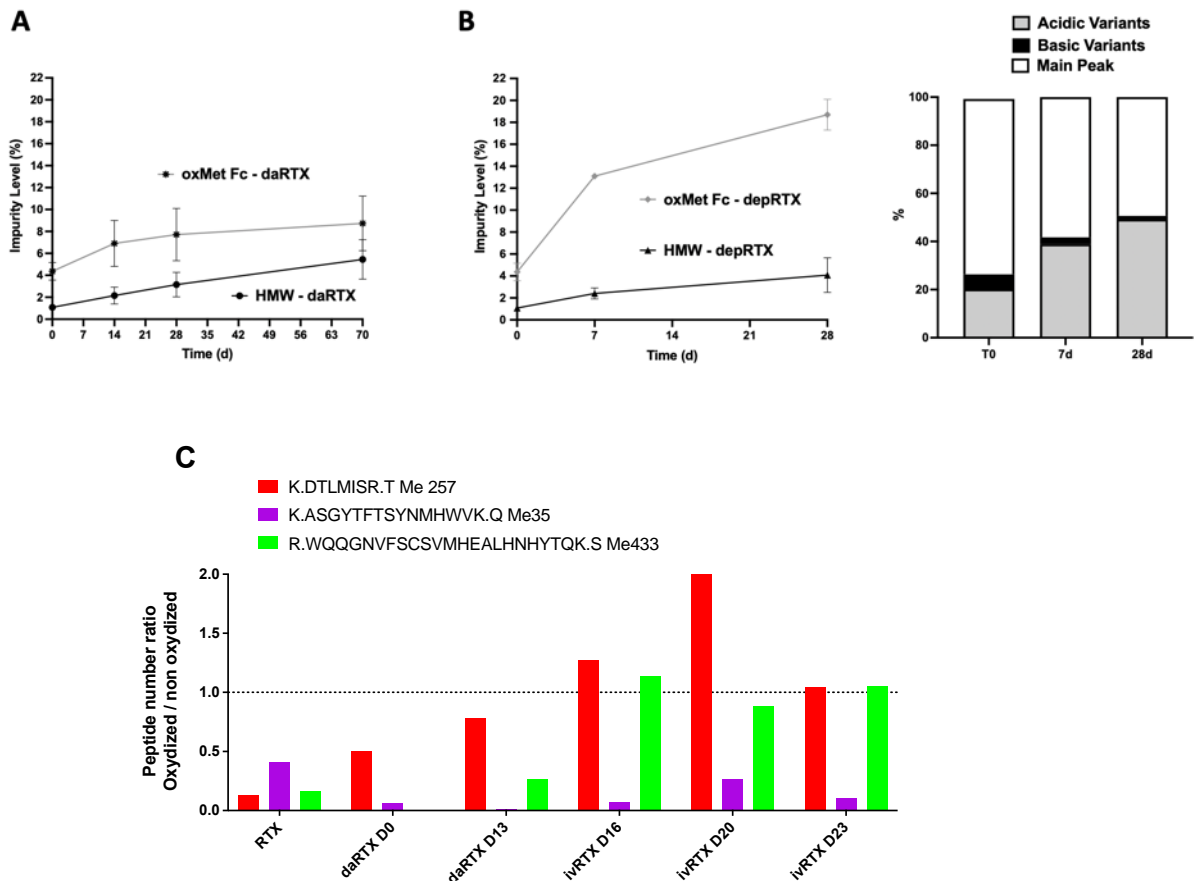 A
Impurity Level (%)
22
20
18
16
14
12
10
8
6
4
2
0
oxMet Fc - daRTX
HMW - daRTX
0 7 14 21 28 35 42 49 56 63 70
Time (d)
B
Impurity Level (%)
22
20
18
16
14
12
10
8
6
4
2
0
oxMet Fc - depRTX
HMW - depRTX
0 7 14 21 28
Time (d)
Acidic Variants
Basic Variants
Main Peak
%
100
80
60
40
20
0
T0 7d 28d
C
K.DTLMISR.T Me 257
K.ASGYTFTSYNMHWVK.Q Me35
R.WQQGNVFSCSVMHEALHNHYTQK.S Me433
Peptide number ratio
Oxydized / non oxydized
2.0
1.5
1.0
0.5
0.0
RTX
daRTX D0
daRTX D13
ivRTX D16
ivRTX D20
ivRTX D23